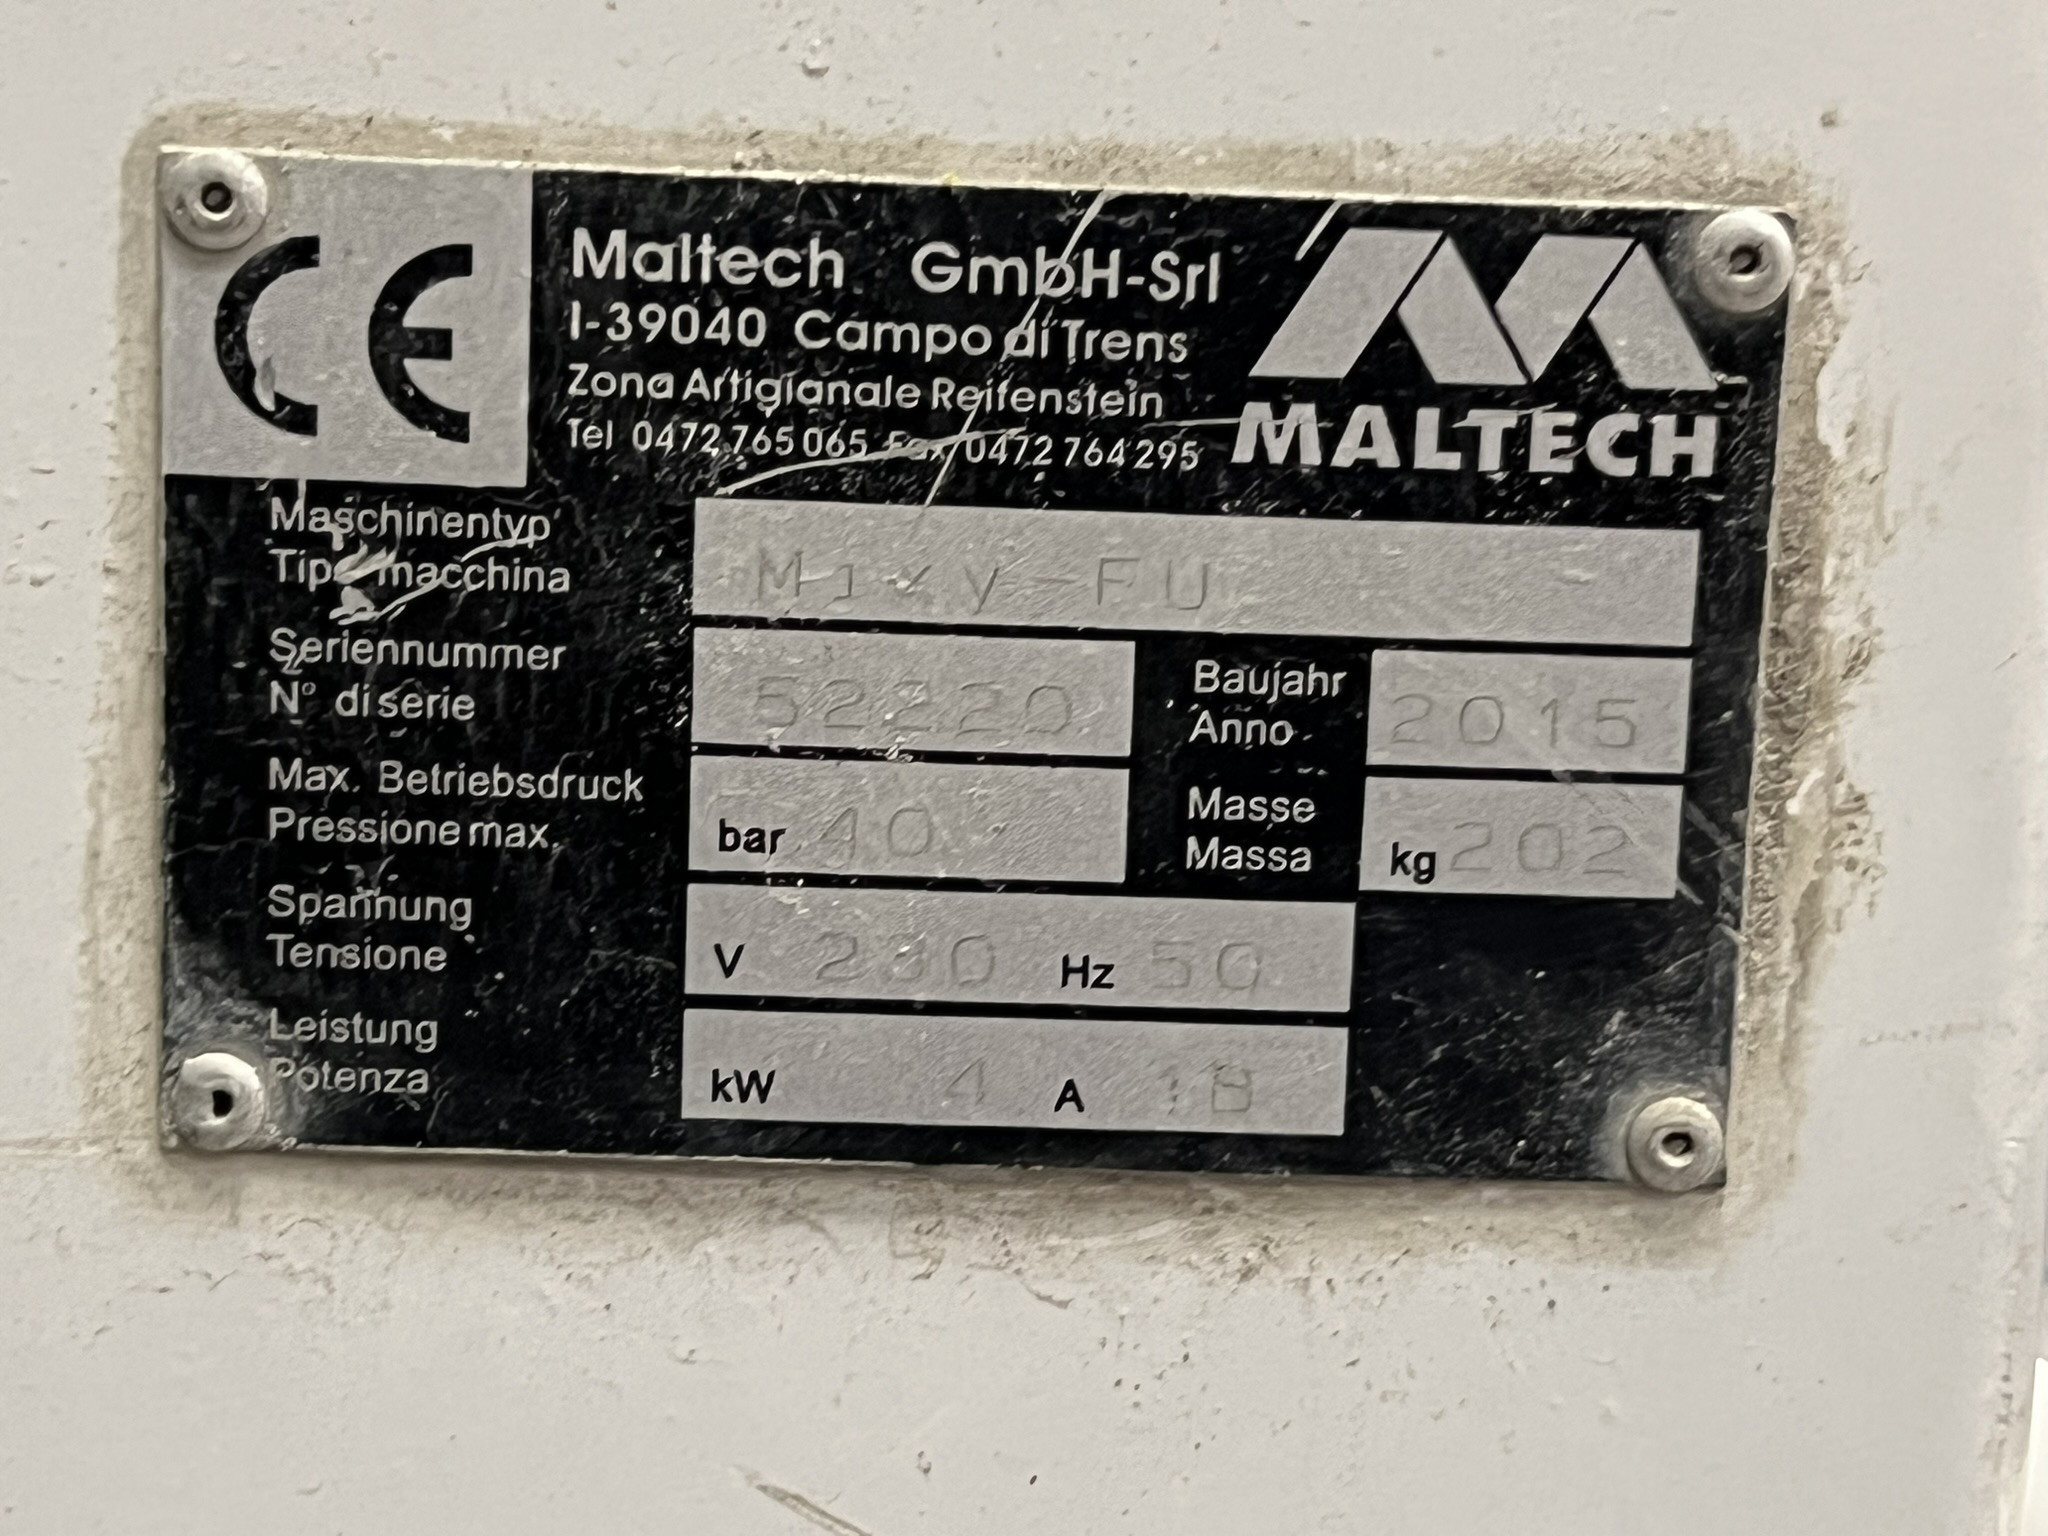 CE
Maltech GmbH-Srl
I-39040 Campo di Trens
Zona Artigianale Reifenstein
Tel 0472 765 065 Fax 0472 764 295
MALTECH
Maschinentyp
Tipo macchina
Mixy-FU
Seriennummer
N° di serie
52220
Baujahr
Anno
2015
Max. Betriebsdruck
Pressione max.
bar 40
Masse
Massa
kg 202
Spannung
Tensione
V 230 Hz 50
Leistung
Potenza
kW 4 A 18